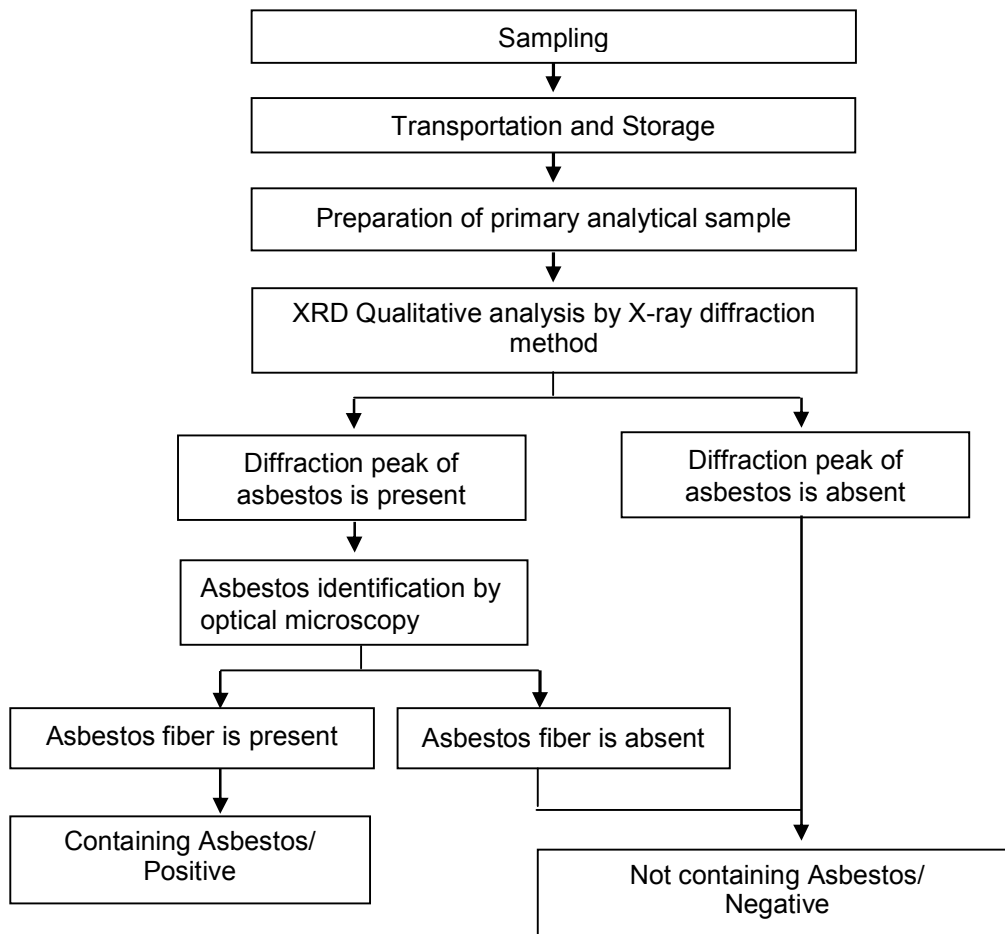 Sampling
Transportation and Storage
Preparation of primary analytical sample
XRD Qualitative analysis by X-ray diffraction
method
Diffraction peak of
asbestos is present
Diffraction peak of
asbestos is absent
Asbestos identification by
optical microscopy
Asbestos fiber is present
Asbestos fiber is absent
Containing Asbestos/
Positive
Not containing Asbestos/
Negative